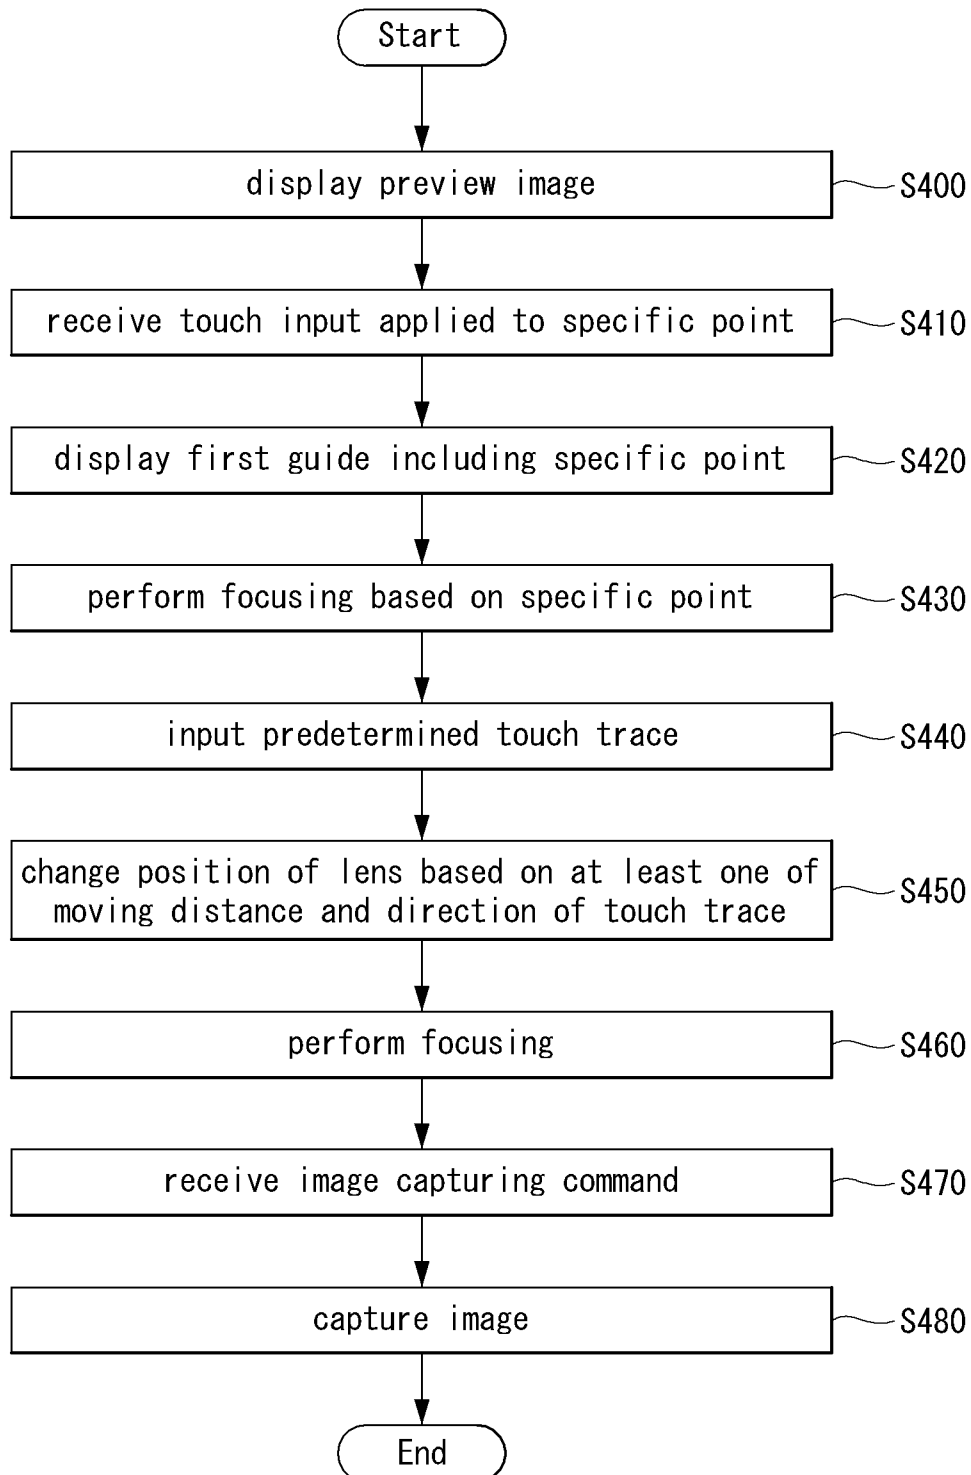 Start
display preview image
S400
receive touch input applied to specific point
S410
display first guide including specific point
S420
perform focusing based on specific point
S430
input predetermined touch trace
S440
change position of lens based on at least one of
moving distance and direction of touch trace
S450
perform focusing
S460
receive image capturing command
S470
capture image
S480
End